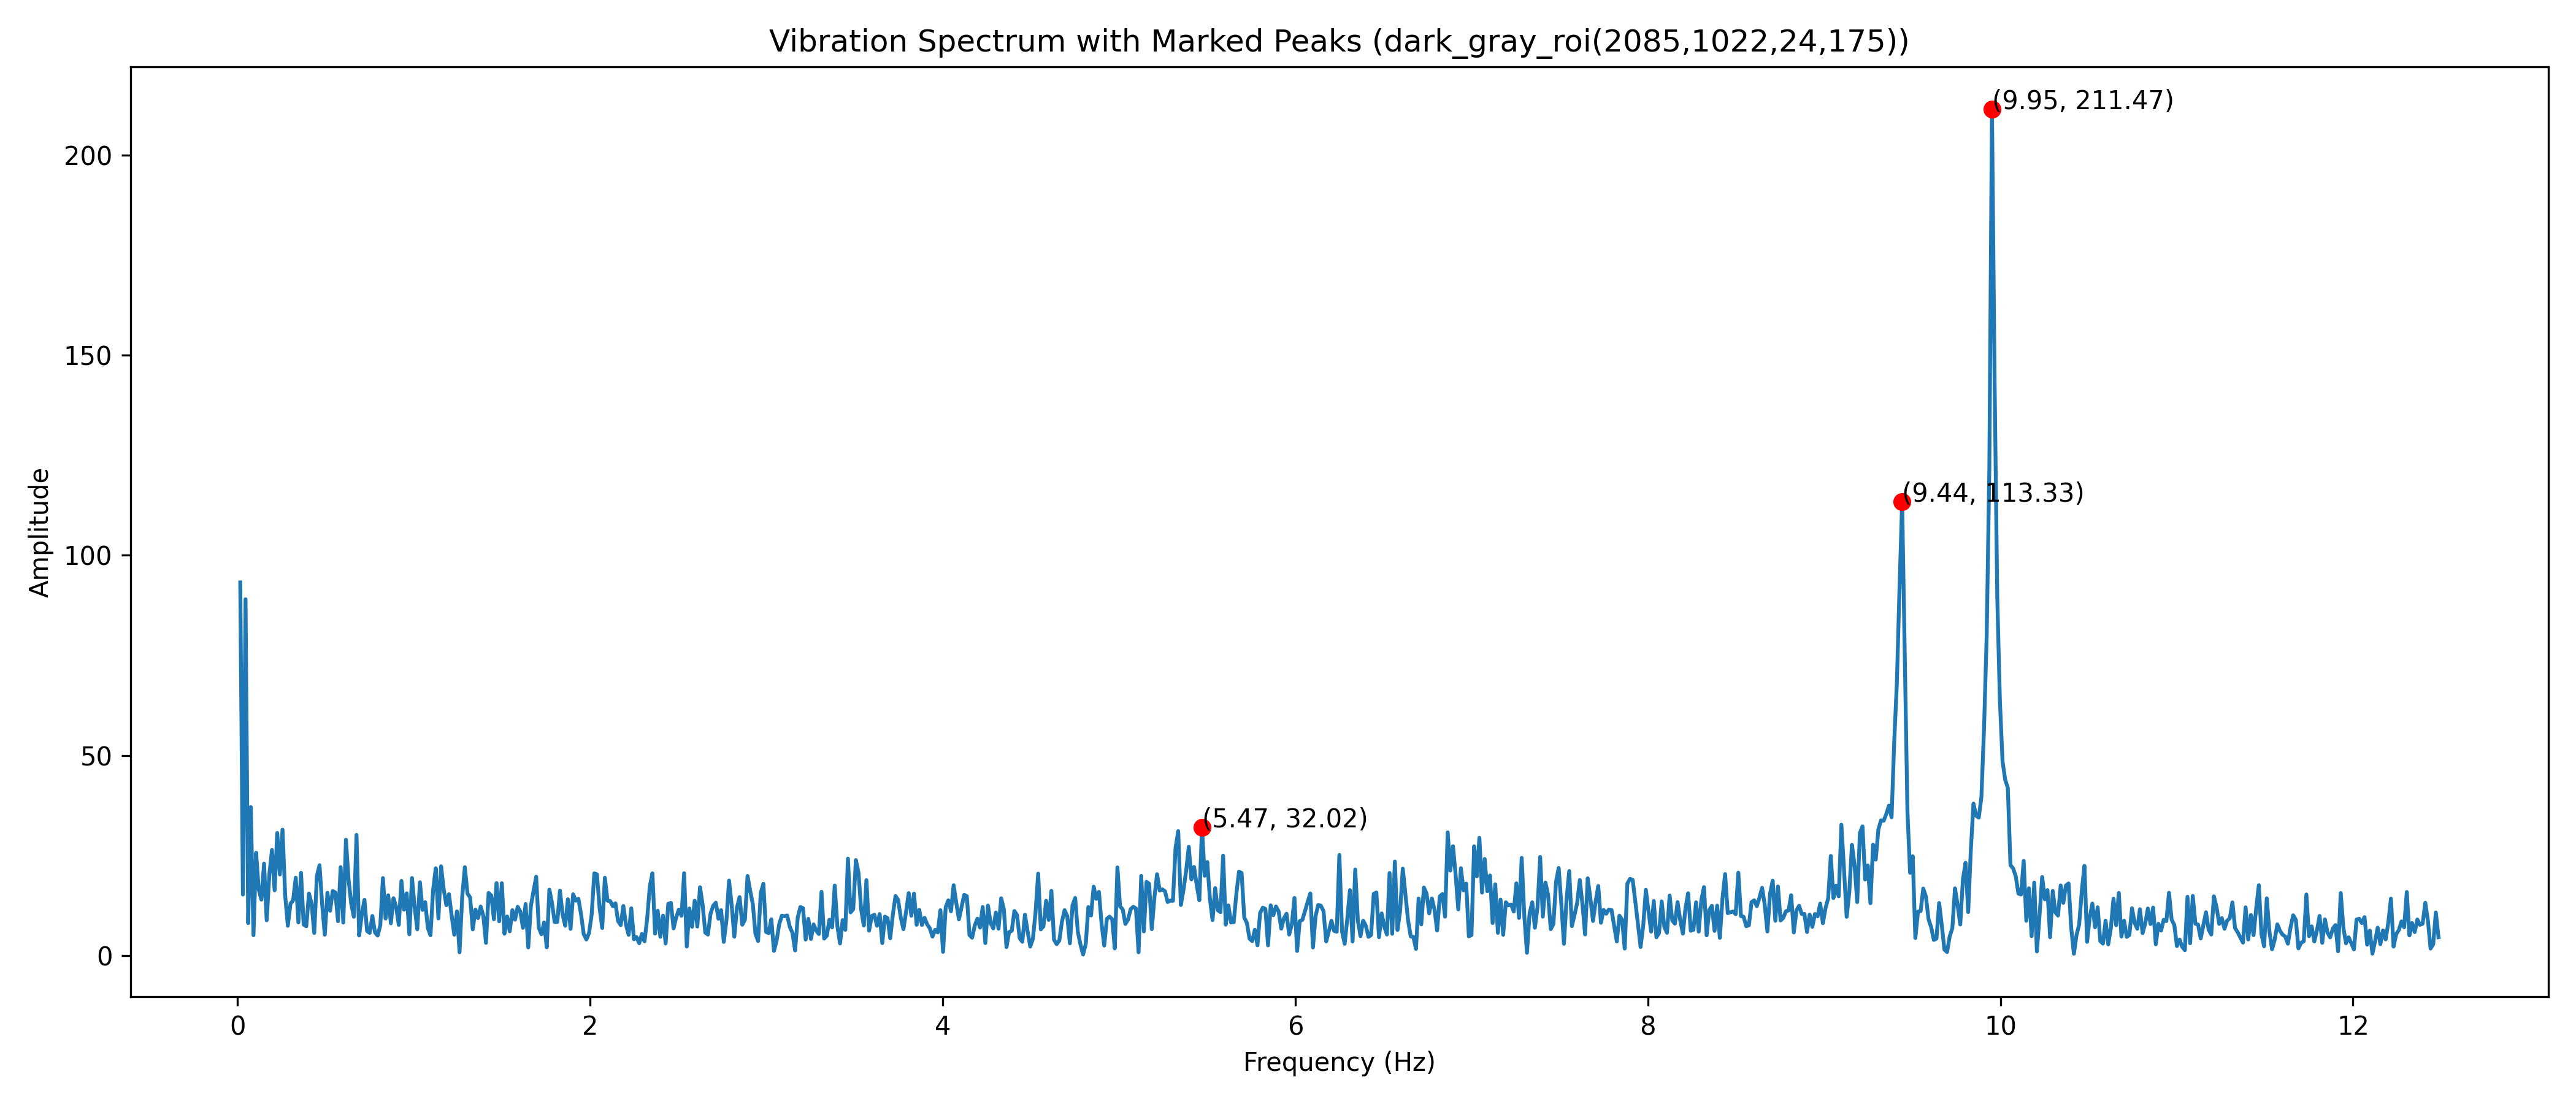 Vibration Spectrum with Marked Peaks (dark_gray_roi(2085,1022,24,175))
(9.95, 211.47)
200
150
(9.44, 113.33)
Amplitude
100
50
(5.47, 32.02)
0
0 2 4 6 8 10 12
Frequency (Hz)